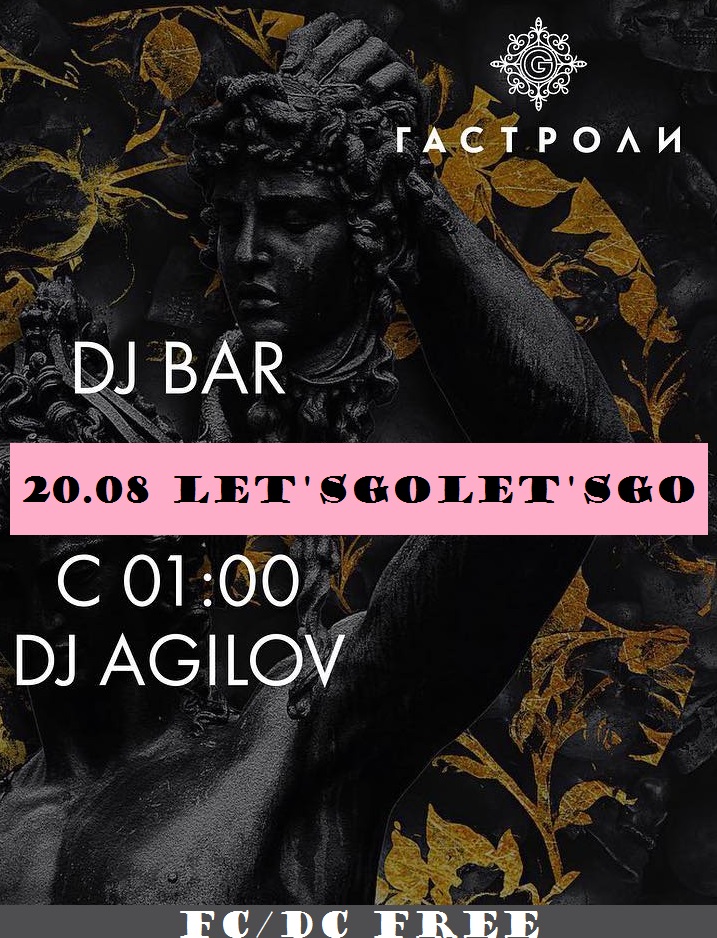 G
ГАСТРОЛИ
DJ BAR
20.08 LET'SGOLET'SGO
С 01:00
DJ AGILOV
FC/DC FREE